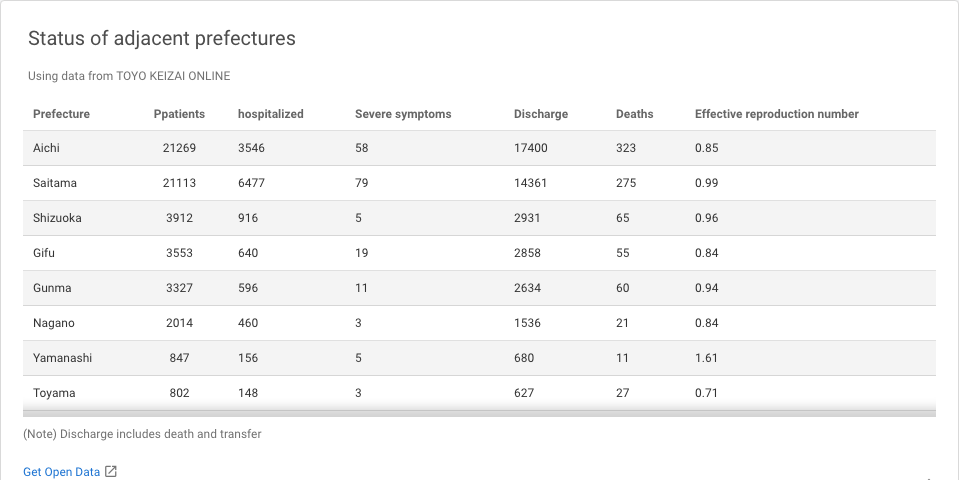 Status of adjacent prefectures
Using data from TOYO KEIZAI ONLINE
Prefecture Ppatients hospitalized Severe symptoms Discharge Deaths Effective reproduction number
Aichi 21269 3546 58 17400 323 0.85
Saitama 21113 6477 79 14361 275 0.99
Shizuoka 3912 916 5 2931 65 0.96
Gifu 3553 640 19 2858 55 0.84
Gunma 3327 596 11 2634 60 0.94
Nagano 2014 460 3 1536 21 0.84
Yamanashi 847 156 5 680 11 1.61
Toyama 802 148 3 627 27 0.71
(Note) Discharge includes death and transfer
Get Open Data